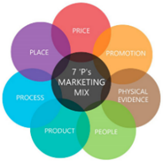 PRICE
PLACE
PROMOTION
7 'P's
MARKETING
MIX
PROCESS
PHYSICAL
EVIDENCE
PRODUCT
PEOPLE